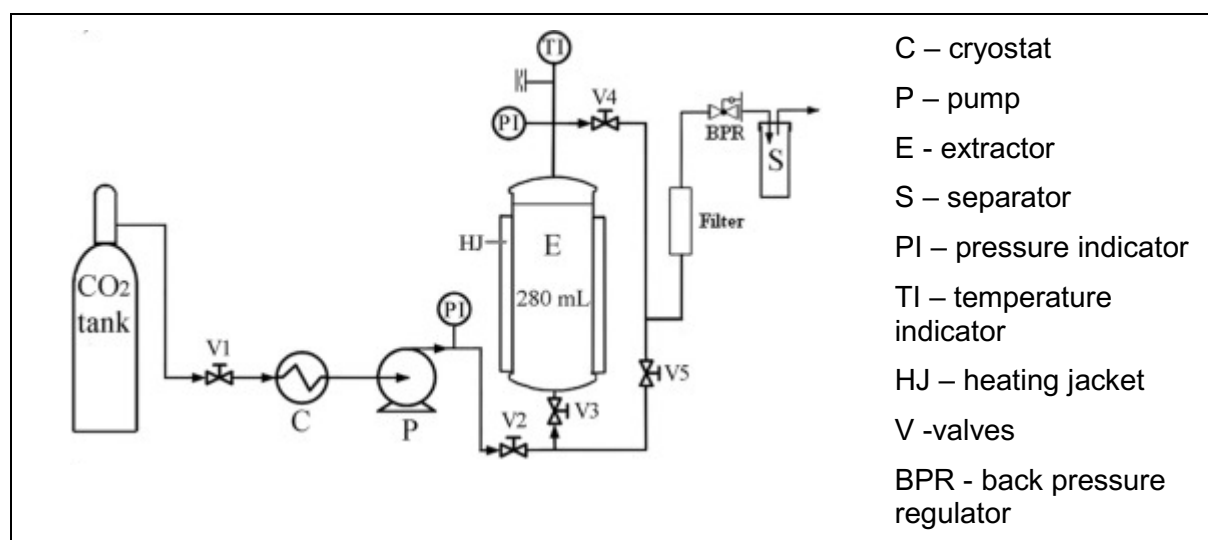 TI
V4
PI
BPR
S
HJ
E
Filter
280 mL
CO2
tank
PI
V1
V5
C
P
V3
V2
C – cryostat
P – pump
E - extractor
S – separator
PI – pressure indicator
TI – temperature
indicator
HJ – heating jacket
V -valves
BPR - back pressure
regulator